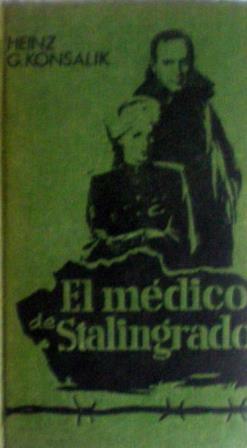 HEINZ
G. KONSALIK
El médico
de Stalingrado